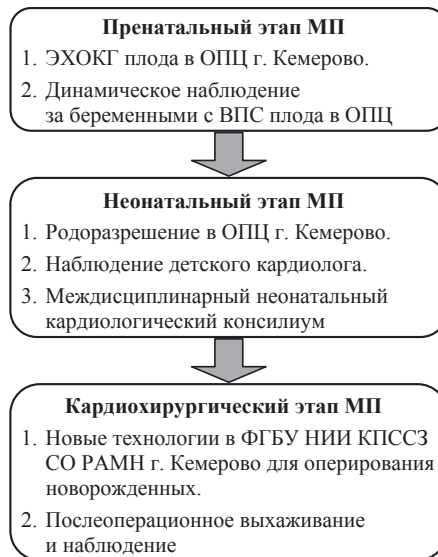 Пренатальный этап МП
1. ЭХОКГ плода в ОПЦ г. Кемерово.
2. Динамическое наблюдение
за беременными с ВПС плода в ОПЦ
Неонатальный этап МП
1. Родоразрешение в ОПЦ г. Кемерово.
2. Наблюдение детского кардиолога.
3. Междисциплинарный неонатальный
кардиологический консилиум
Кардиохирургический этап МП
1. Новые технологии в ФГБУ НИИ КПССЗ
СО РАМН г. Кемерово для оперирования
новорожденных.
2. Послеоперационное выхаживание
и наблюдение